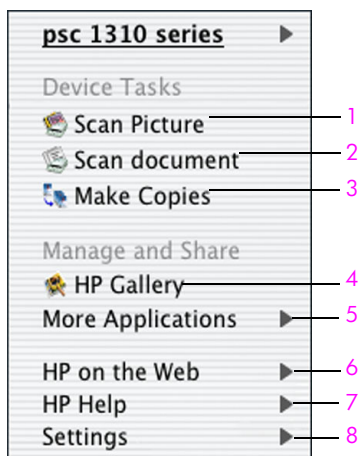 psc 1310 series
Device Tasks
Scan Picture 1
Scan document 2
Make Copies 3
Manage and Share
HP Gallery 4
More Applications 5
HP on the Web 6
HP Help 7
Settings 8